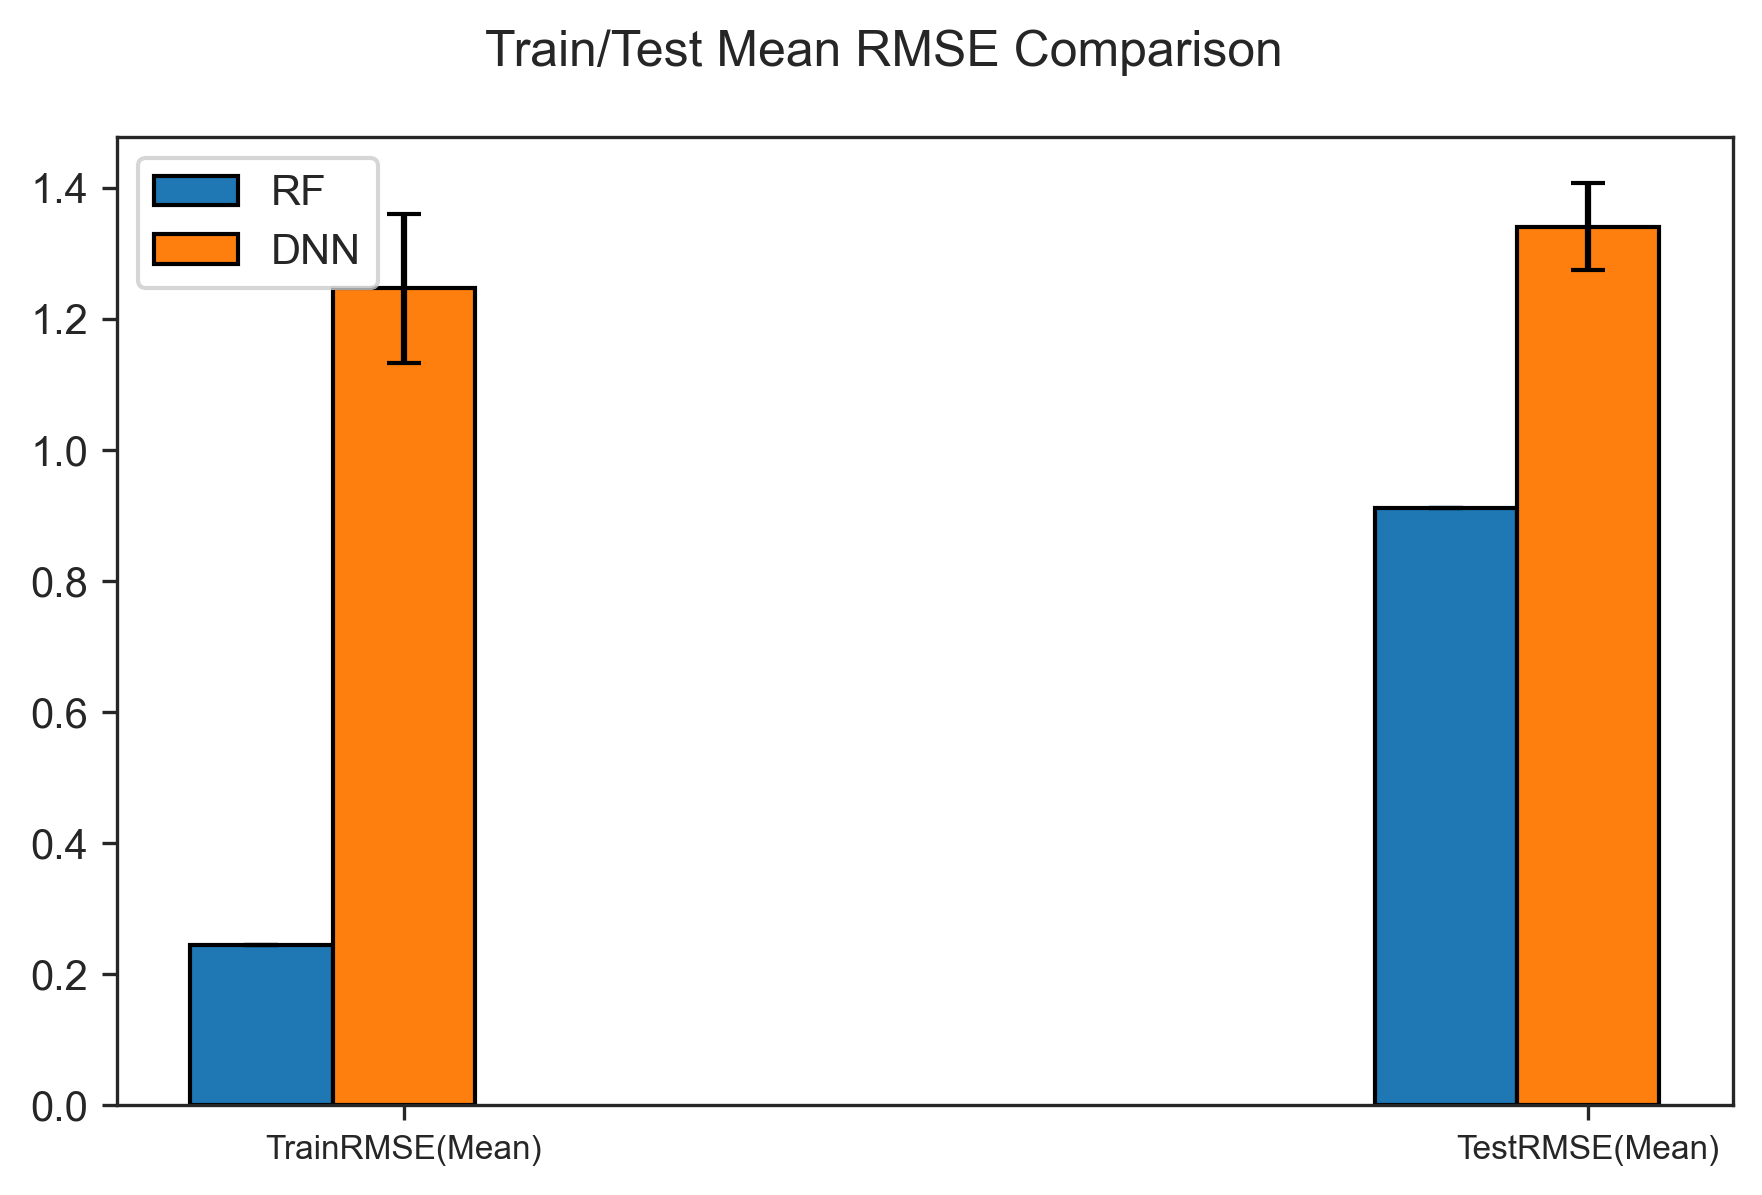 Train/Test Mean RMSE Comparison
RF
DNN
1.4
1.2
1.0
0.8
0.6
0.4
0.2
0.0
TrainRMSE(Mean)
TestRMSE(Mean)